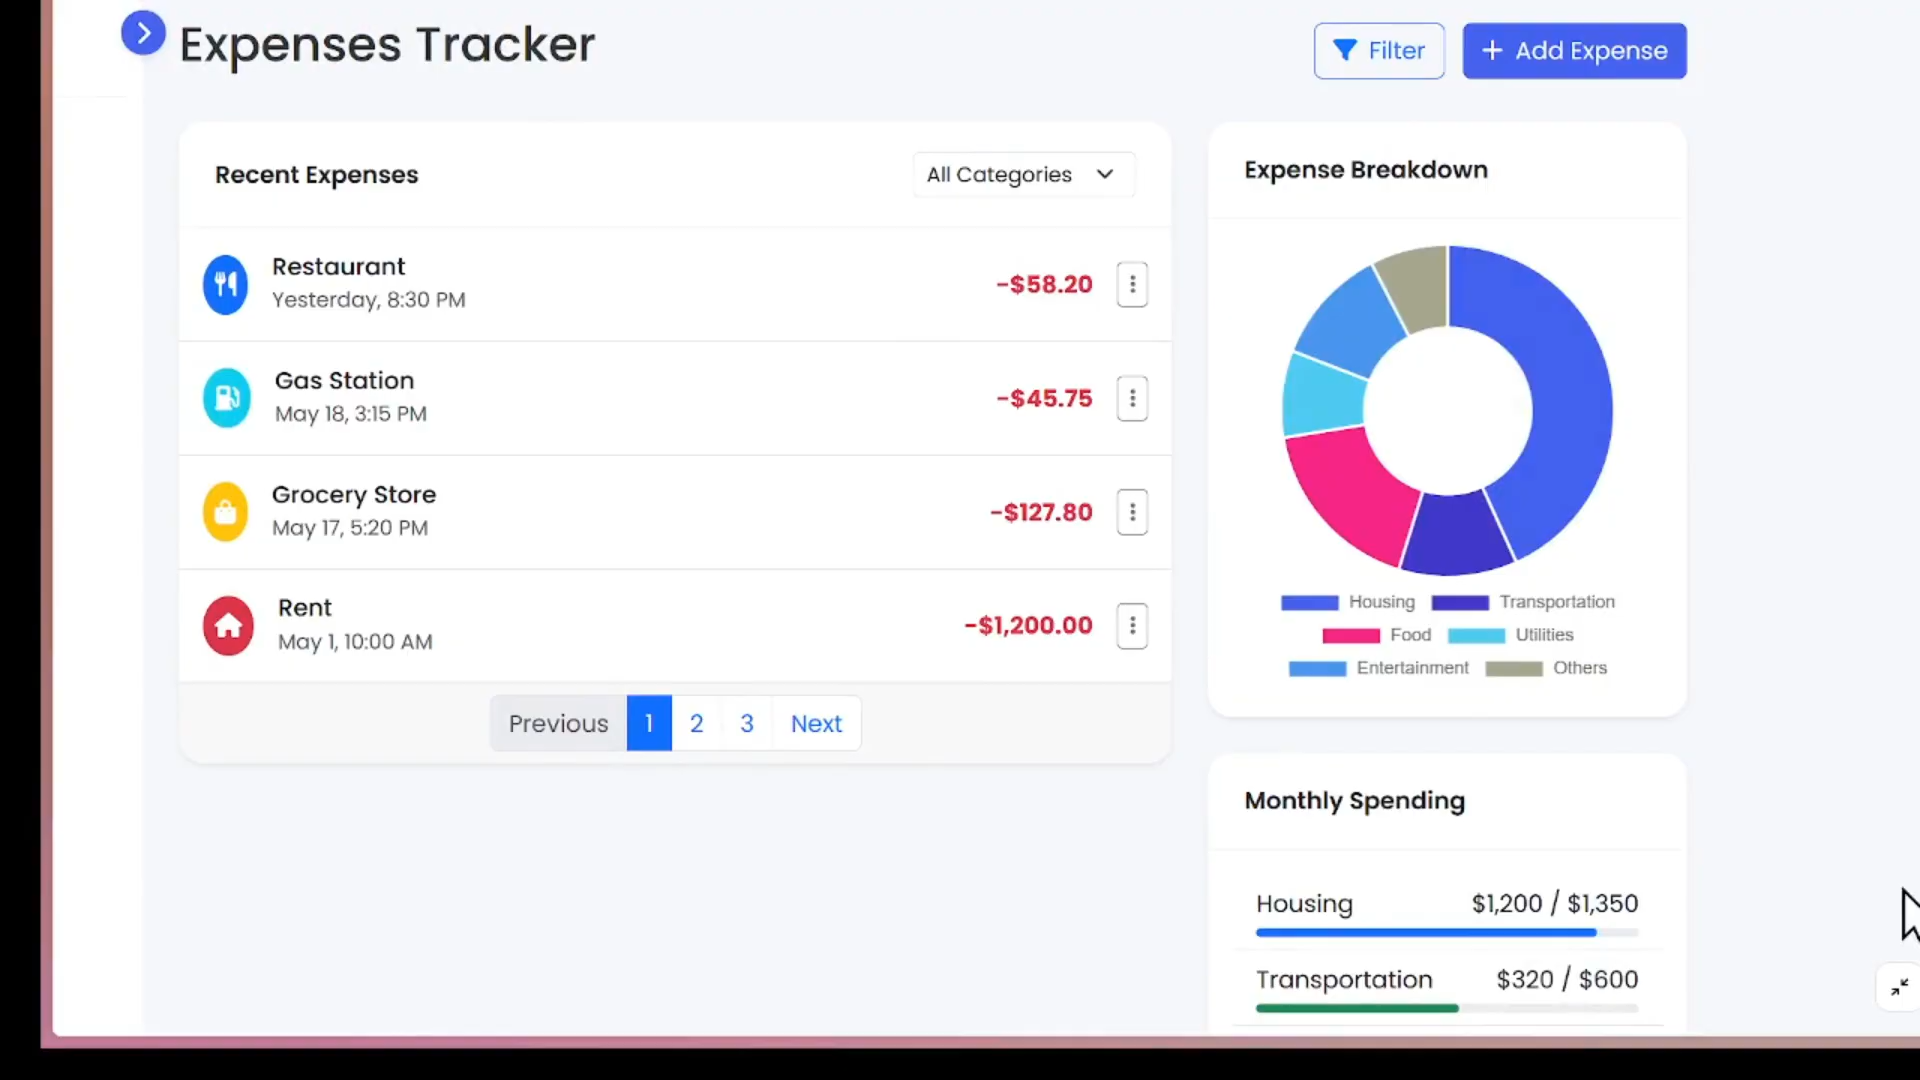 Expenses Tracker
Filter
+ Add Expense
Recent Expenses
All Categories
Restaurant
Yesterday, 8:30 PM
-$58.20
Gas Station
May 18, 3:15 PM
-$45.75
Grocery Store
May 17, 5:20 PM
-$127.80
Rent
May 1, 10:00 AM
-$1,200.00
Previous 1 2 3 Next
Expense Breakdown
Housing Transportation
Food Utilities
Entertainment Others
Monthly Spending
Housing $1,200 / $1,350
Transportation $320 / $600